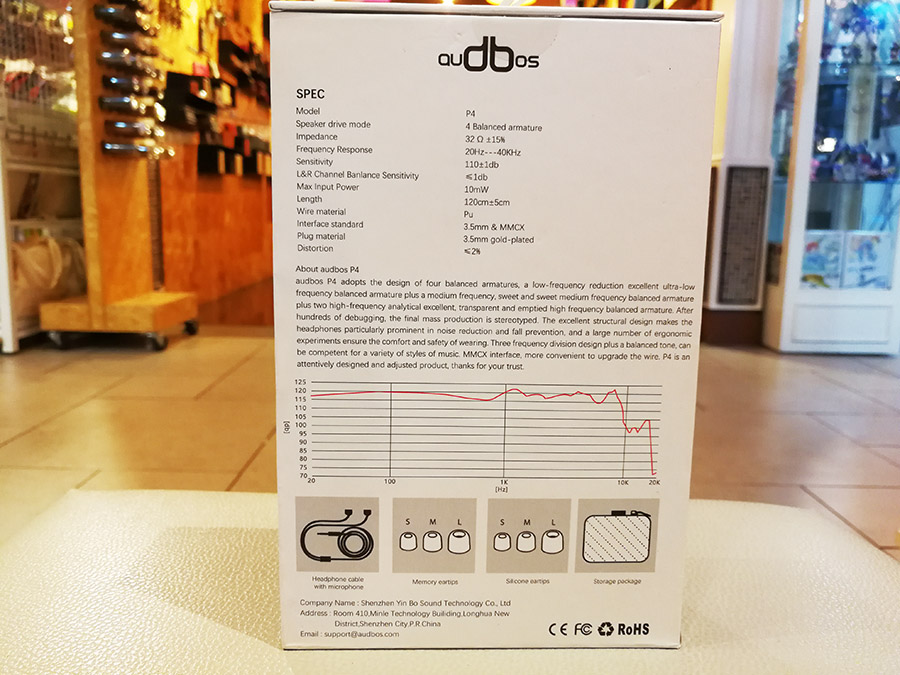 audbos
SPEC
Model P4
Speaker drive mode 4 Balanced armature
Impedance 32 Ω ±15%
Frequency Response 20Hz---40KHz
Sensitivity 110±1db
L&R Channel Banlance Sensitivity ≤1db
Max Input Power 10mW
Length 120cm±5cm
Wire material Pu
Interface standard 3.5mm & MMCX
Plug material 3.5mm gold-plated
Distortion ≤2%
About audbos P4
audbos P4 adopts the design of four balanced armatures, a low-frequency reduction excellent ultra-low
frequency balanced armature plus a modium frequency, sweet and sweet medium frequency balanced armature
plus two high-frequency analytical excellent, transparent and emptied high frequency balanced armature. After
hundreds of debugging, the final mass production is stereotyped. The excellent structural design makes the
headphones particularly prominent in noise reduction and fall prevention, and a large number of ergonomic
experiments ensure the comfort and safety of wearing. Three frequency division design plus a balanced tone, can
be competent for a variety of styles of music. MMCX interface, more convenient to upgrade the wire. P4 is an
attentively designed and adjusted product, thanks for your trust.
125
120
115
110
105
100
95
90
85
80
75
70
[db]
20 100 1K 10K 20K
[Hz]
S M L S M L
Headphone cable
with microphone
Memory eartips
Silicone eartips
Storage package
Company Name : Shenzhen Yin Bo Sound Technology Co., Ltd
Address : Room 410,Minle Technology Builiding,Longhua New
District,Shenzhen City,P.R.China
Email : support@audbos.com
CE FC RoHS